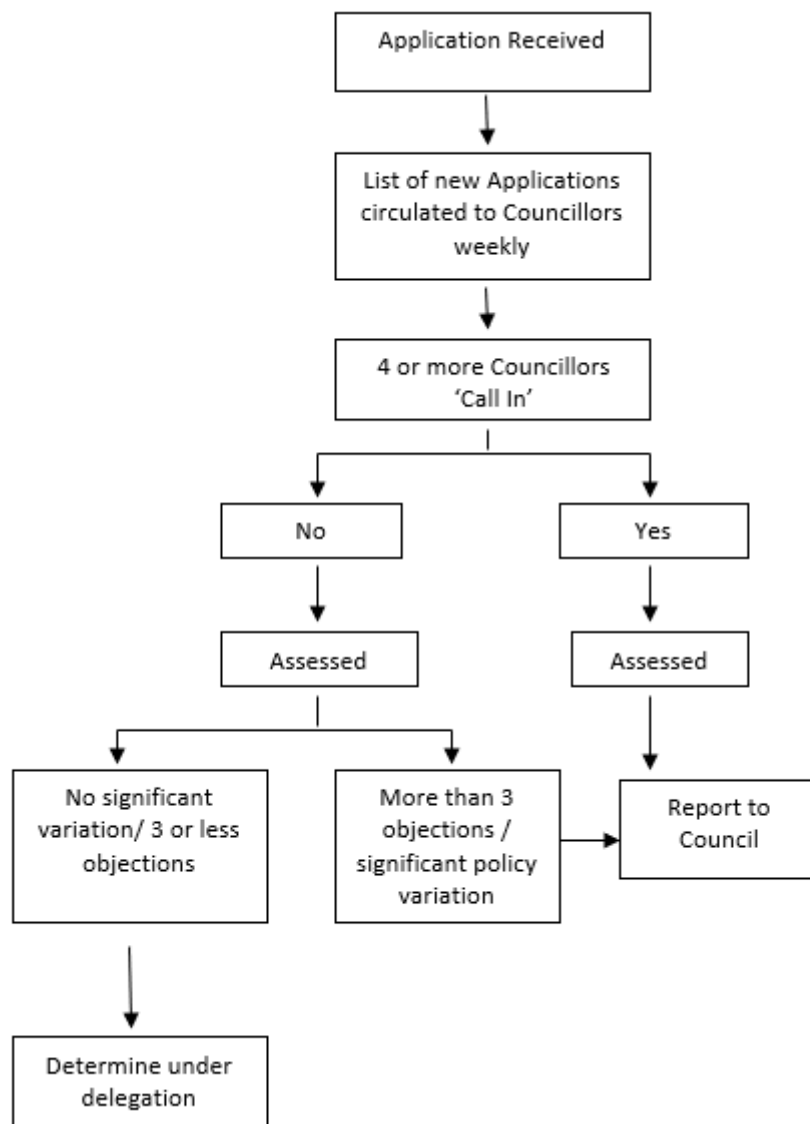 Application Received
List of new Applications
circulated to Councillors
weekly
4 or more Councillors
‘Call In’
No
Yes
Assessed
Assessed
No significant
variation/ 3 or less
objections
More than 3
objections /
significant policy
variation
Report to
Council
Determine under
delegation